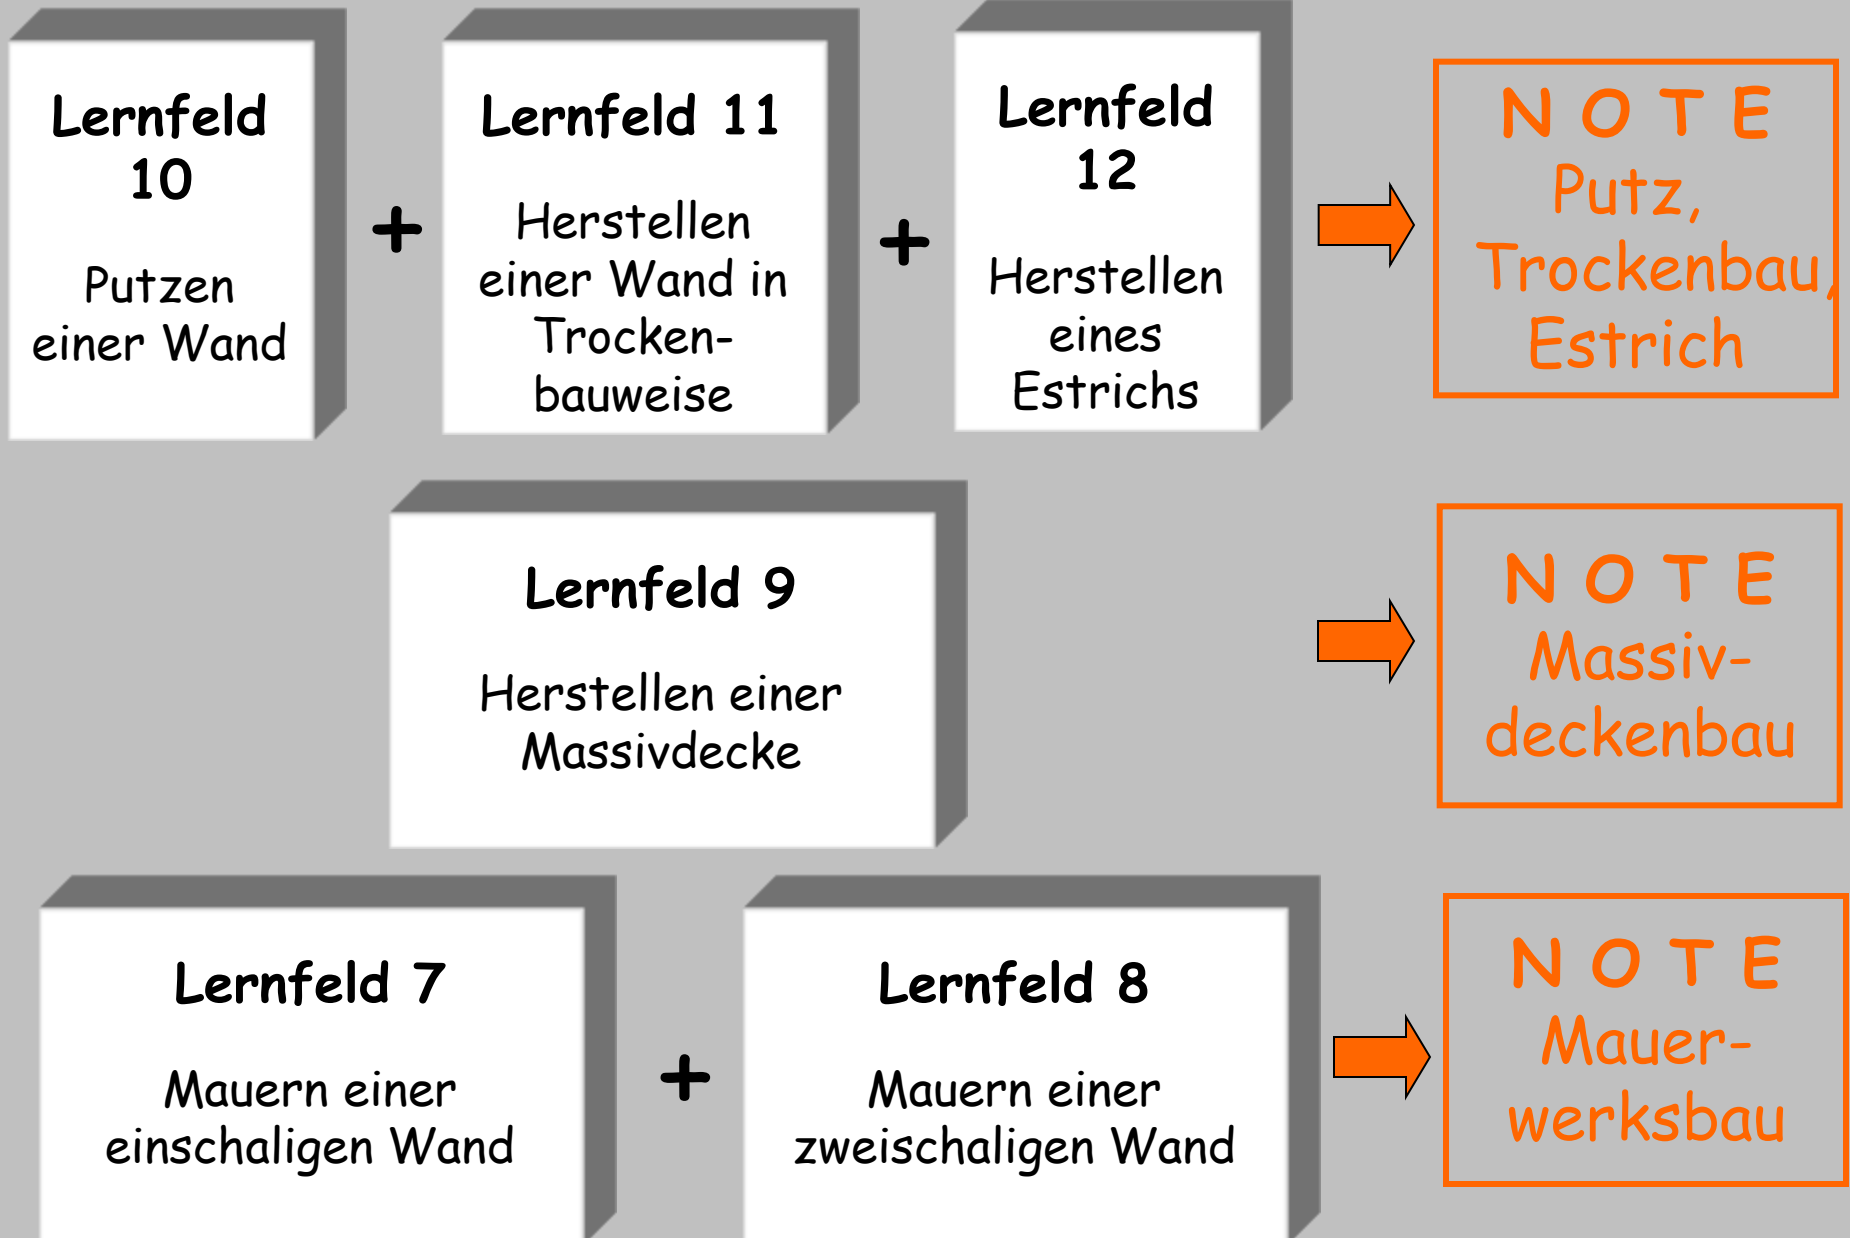 Lernfeld
10
Putzen
einer Wand
+
Lernfeld 11
Herstellen
einer Wand in
Trocken-
bauweise
+
Lernfeld
12
Herstellen
eines
Estrichs
N O T E
Putz,
Trockenbau,
Estrich
Lernfeld 9
Herstellen einer
Massivdecke
N O T E
Massiv-
deckenbau
Lernfeld 7
Mauern einer
einschaligen Wand
+
Lernfeld 8
Mauern einer
zweischaligen Wand
N O T E
Mauer-
werksbau